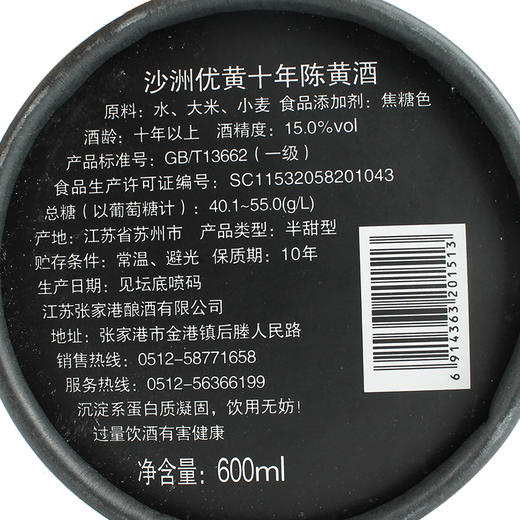 沙洲优黄十年陈黄酒
原料：水、大米、小麦 食品添加剂：焦糖色
酒龄：十年以上 酒精度：15.0%vol
产品标准号：GB/T13662（一级）
食品生产许可证编号：SC11532058201043
总糖（以葡萄糖计）：40.1~55.0(g/L)
产地：江苏省苏州市 产品类型：半甜型
贮存条件：常温、避光 保质期：10年
生产日期：见坛底喷码
江苏张家港酿酒有限公司
地址：张家港市金港镇后塍人民路
销售热线：0512-58771658
服务热线：0512-56366199
沉淀系蛋白质凝固，饮用无妨！
过量饮酒有害健康
净含量：600ml
6 914363 201513